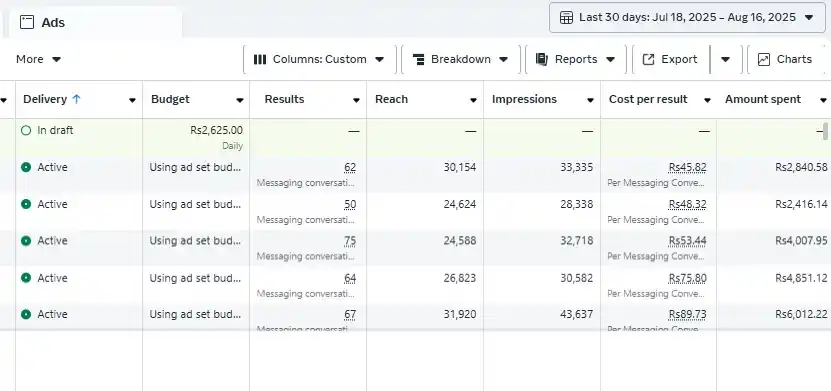 Ads
Last 30 days: Jul 18, 2025 – Aug 16, 2025
More Columns: Custom Breakdown Reports Export Charts
Delivery ↑ Budget Results Reach Impressions Cost per result Amount spent
In draft Rs2,625.00 — — — — —
Daily
Active Using ad set bud... 62 30,154 33,335 Rs45.82 Rs2,840.58
Messaging conversati... Per Messaging Conve...
Active Using ad set bud... 50 24,624 28,338 Rs48.32 Rs2,416.14
Messaging conversati... Per Messaging Conve...
Active Using ad set bud... 75 24,588 32,718 Rs53.44 Rs4,007.95
Messaging conversati... Per Messaging Conve...
Active Using ad set bud... 64 26,823 30,582 Rs75.80 Rs4,851.12
Messaging conversati... Per Messaging Conve...
Active Using ad set bud... 67 31,920 43,637 Rs89.73 Rs6,012.22
Messaging conversati... Per Messaging Conve...